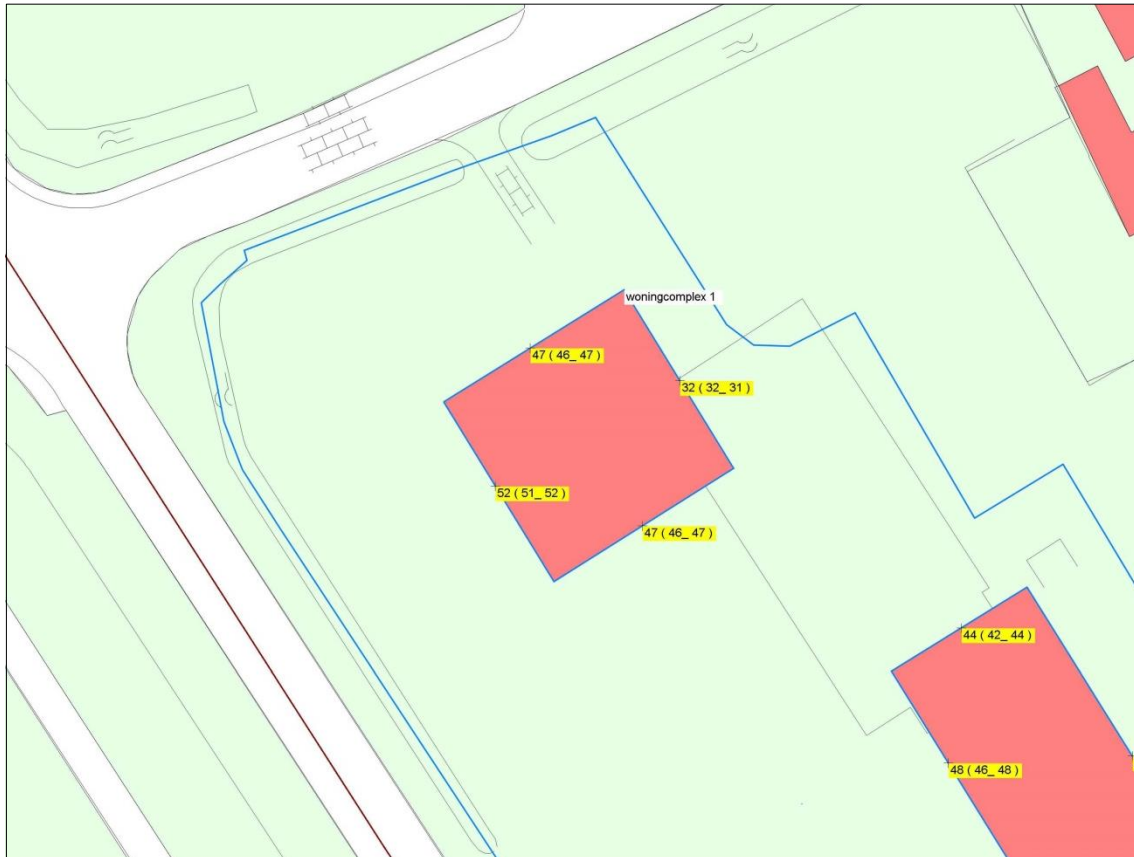 woningcomplex 1
47 ( 46_ 47 )
32 ( 32_ 31 )
52 ( 51_ 52 )
47 ( 46_ 47 )
44 ( 42_ 44 )
48 ( 46_ 48 )